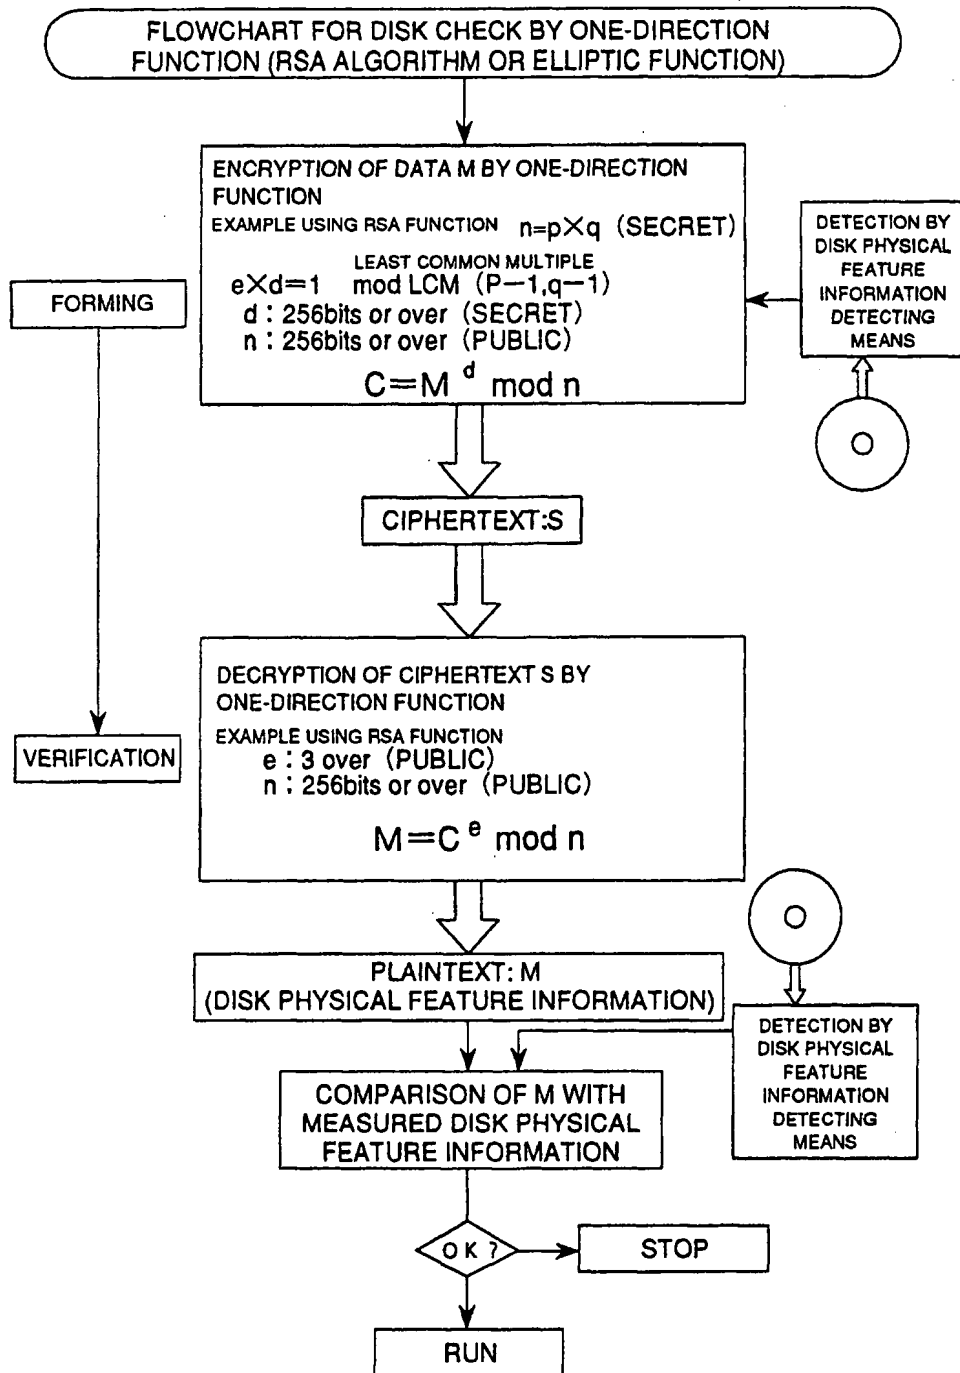 FLOWCHART FOR DISK CHECK BY ONE-DIRECTION
FUNCTION (RSA ALGORITHM OR ELLIPTIC FUNCTION)
ENCRYPTION OF DATA M BY ONE-DIRECTION
FUNCTION
EXAMPLE USING RSA FUNCTION n=p×q (SECRET)
LEAST COMMON MULTIPLE
e×d=1 mod LCM (P-1,q-1)
d : 256bits or over (SECRET)
n : 256bits or over (PUBLIC)
C=M^d mod n
DETECTION BY
DISK PHYSICAL
FEATURE
INFORMATION
DETECTING
MEANS
FORMING
CIPHERTEXT:S
DECRYPTION OF CIPHERTEXT S BY
ONE-DIRECTION FUNCTION
EXAMPLE USING RSA FUNCTION
e : 3 over (PUBLIC)
n : 256bits or over (PUBLIC)
M=C^e mod n
VERIFICATION
PLAINTEXT: M
(DISK PHYSICAL FEATURE INFORMATION)
DETECTION BY
DISK PHYSICAL
FEATURE
INFORMATION
DETECTING
MEANS
COMPARISON OF M WITH
MEASURED DISK PHYSICAL
FEATURE INFORMATION
OK?
STOP
RUN